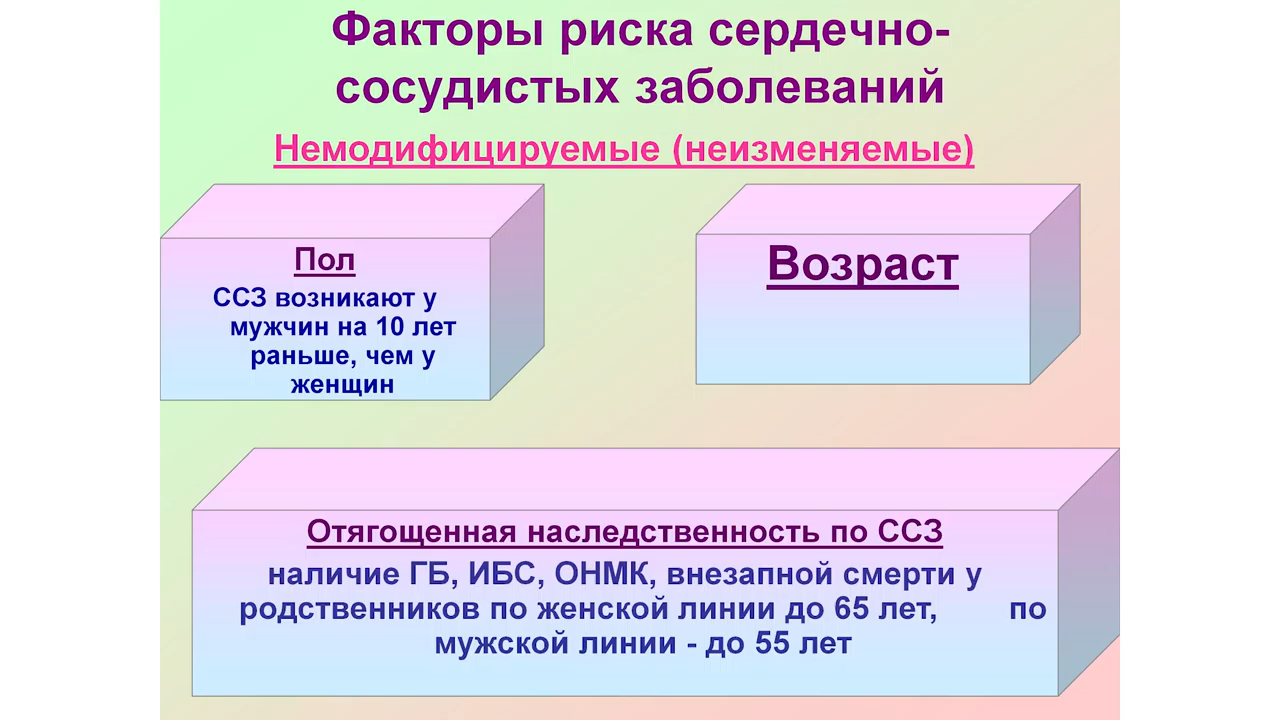 Факторы риска сердечно-
сосудистых заболеваний
Немодифицируемые (неизменяемые)
Пол
ССЗ возникают у
мужчин на 10 лет
раньше, чем у
женщин
Возраст
Отягощенная наследственность по ССЗ
наличие ГБ, ИБС, ОНМК, внезапной смерти у
родственников по женской линии до 65 лет, по
мужской линии - до 55 лет